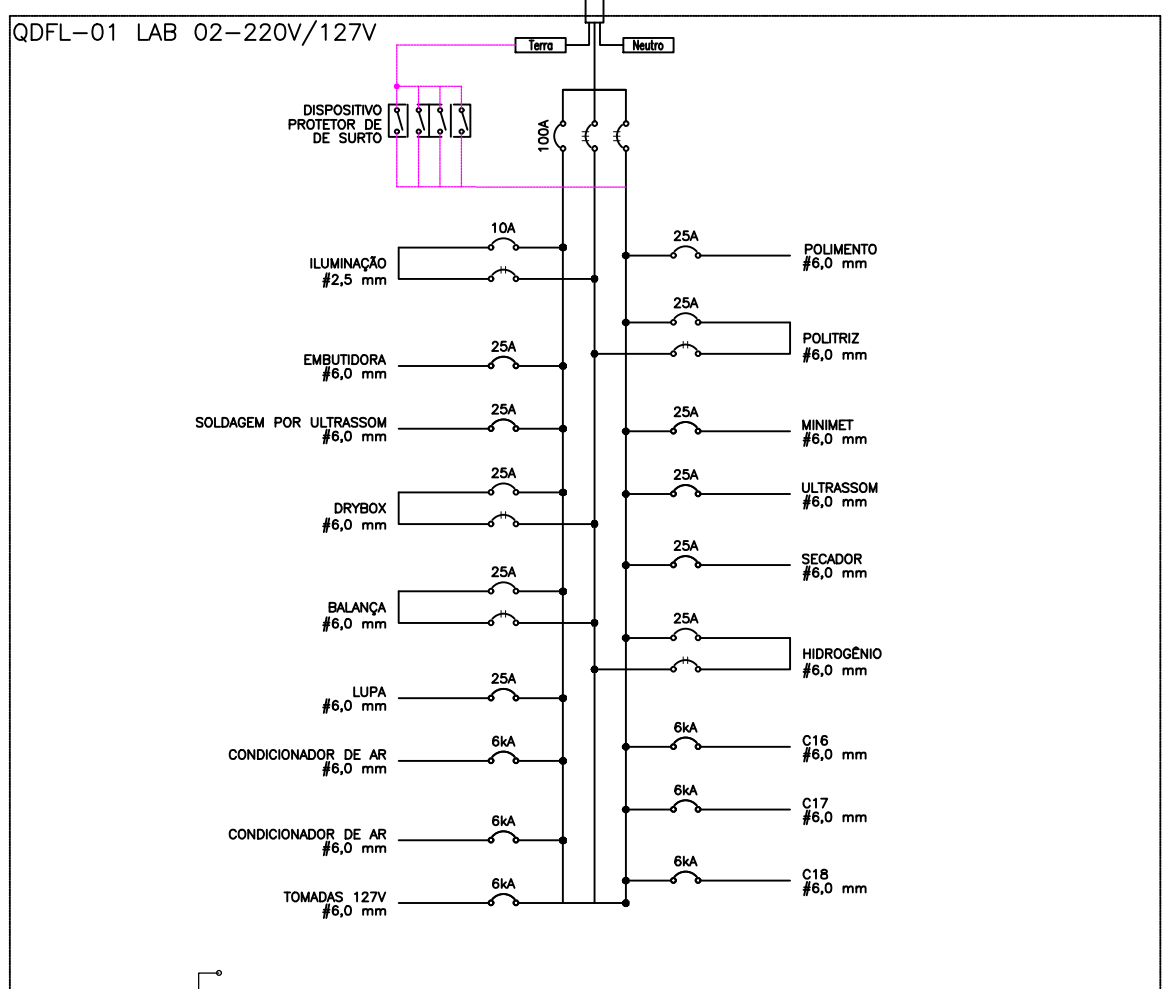 QDFL-01 LAB 02-220V/127V
Terra
Neutro
DISPOSITIVO
PROTETOR DE
DE SURTO
100A
10A
ILUMINAÇÃO
#2,5 mm
25A
EMBUTIDORA
#6,0 mm
25A
SOLDAGEM POR ULTRASSOM
#6,0 mm
25A
DRYBOX
#6,0 mm
25A
BALANÇA
#6,0 mm
25A
LUPA
#6,0 mm
6kA
CONDICIONADOR DE AR
#6,0 mm
6kA
CONDICIONADOR DE AR
#6,0 mm
6kA
TOMADAS 127V
#6,0 mm
25A
POLIMENTO
#6,0 mm
25A
POLITRIZ
#6,0 mm
25A
MINIMET
#6,0 mm
25A
ULTRASSOM
#6,0 mm
25A
SECADOR
#6,0 mm
25A
HIDROGÊNIO
#6,0 mm
6kA
C16
#6,0 mm
6kA
C17
#6,0 mm
6kA
C18
#6,0 mm